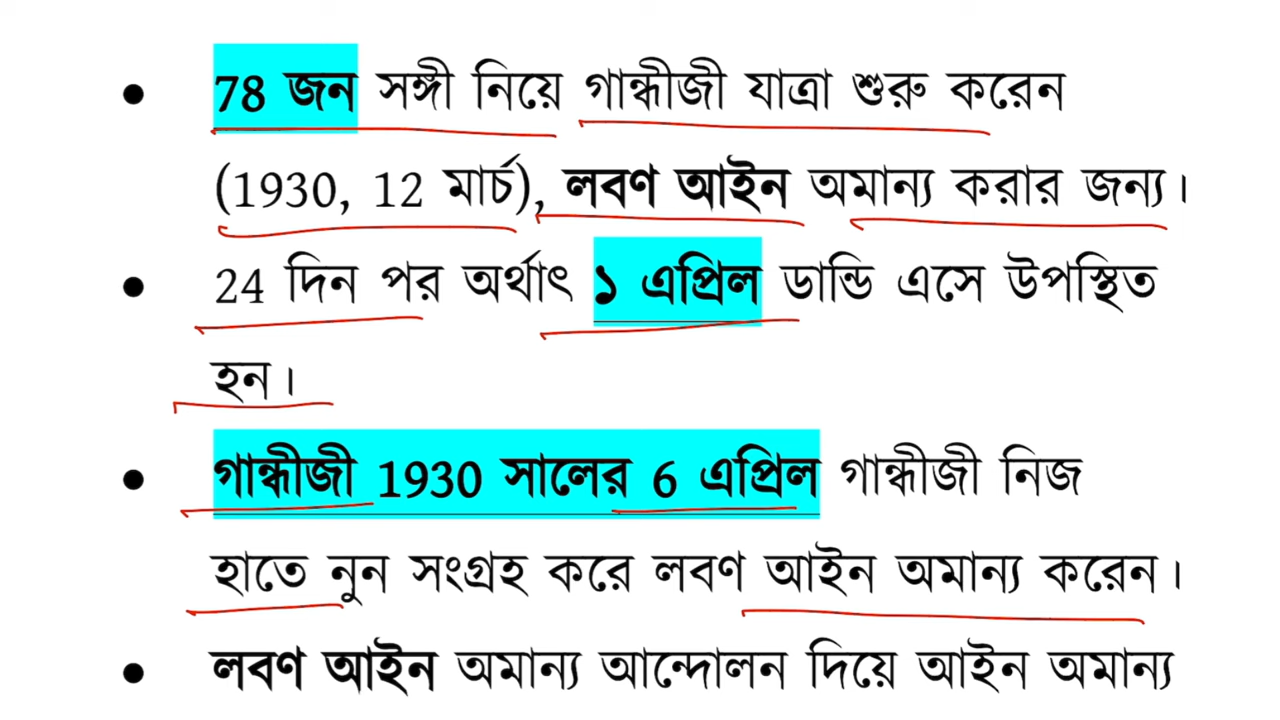 • 78 জন সঙ্গী নিয়ে গান্ধীজী যাত্রা শুরু করেন
(1930, 12 মার্চ), লবণ আইন অমান্য করার জন্য।
• 24 দিন পর অর্থাৎ ১ এপ্রিল ডান্ডি এসে উপস্থিত
হন।
• গান্ধীজী 1930 সালের 6 এপ্রিল গান্ধীজী নিজ
হাতে নুন সংগ্রহ করে লবণ আইন অমান্য করেন।
• লবণ আইন অমান্য আন্দোলন দিয়ে আইন অমান্য